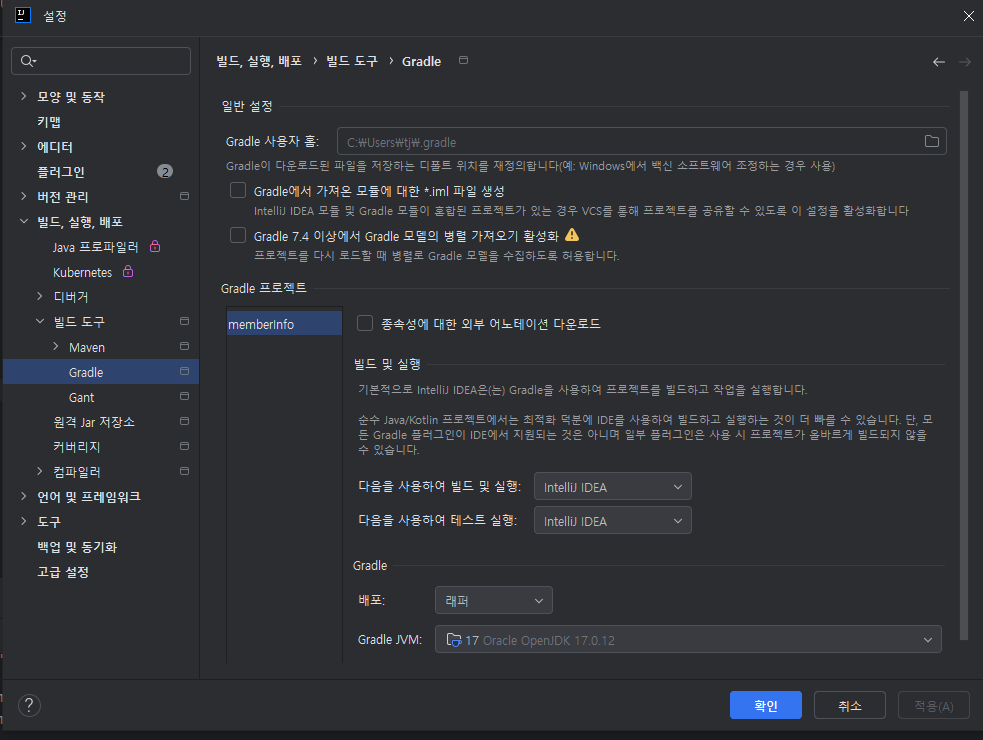 설정
빌드, 실행, 배포 > 빌드 도구 > Gradle
모양 및 동작
키맵
에디터
플러그인 2
버전 관리
빌드, 실행, 배포
Java 프로파일러
Kubernetes
디버거
빌드 도구
Maven
Gradle
Gant
원격 Jar 저장소
커버리지
컴파일러
언어 및 프레임워크
도구
백업 및 동기화
고급 설정
일반 설정
Gradle 사용자 홈: C:₩Users₩tj₩.gradle
Gradle이 다운로드된 파일을 저장하는 디폴트 위치를 재정의합니다(예: Windows에서 백신 소프트웨어 조정하는 경우 사용)
Gradle에서 가져온 모듈에 대한 *.iml 파일 생성
IntelliJ IDEA 모듈 및 Gradle 모듈이 혼합된 프로젝트가 있는 경우 VCS를 통해 프로젝트를 공유할 수 있도록 이 설정을 활성화합니다
Gradle 7.4 이상에서 Gradle 모델의 병렬 가져오기 활성화
프로젝트를 다시 로드할 때 병렬로 Gradle 모델을 수집하도록 허용합니다.
Gradle 프로젝트
memberInfo
종속성에 대한 외부 어노테이션 다운로드
빌드 및 실행
기본적으로 IntelliJ IDEA은(는) Gradle을 사용하여 프로젝트를 빌드하고 작업을 실행합니다.
순수 Java/Kotlin 프로젝트에서는 최적화 덕분에 IDE를 사용하여 빌드하고 실행하는 것이 더 빠를 수 있습니다. 단, 모
든 Gradle 플러그인이 IDE에서 지원되는 것은 아니며 일부 플러그인은 사용 시 프로젝트가 올바르게 빌드되지 않을
수 있습니다.
다음을 사용하여 빌드 및 실행: IntelliJ IDEA
다음을 사용하여 테스트 실행: IntelliJ IDEA
Gradle
배포: 래퍼
Gradle JVM: 17 Oracle OpenJDK 17.0.12
?
확인 취소 적용(A)